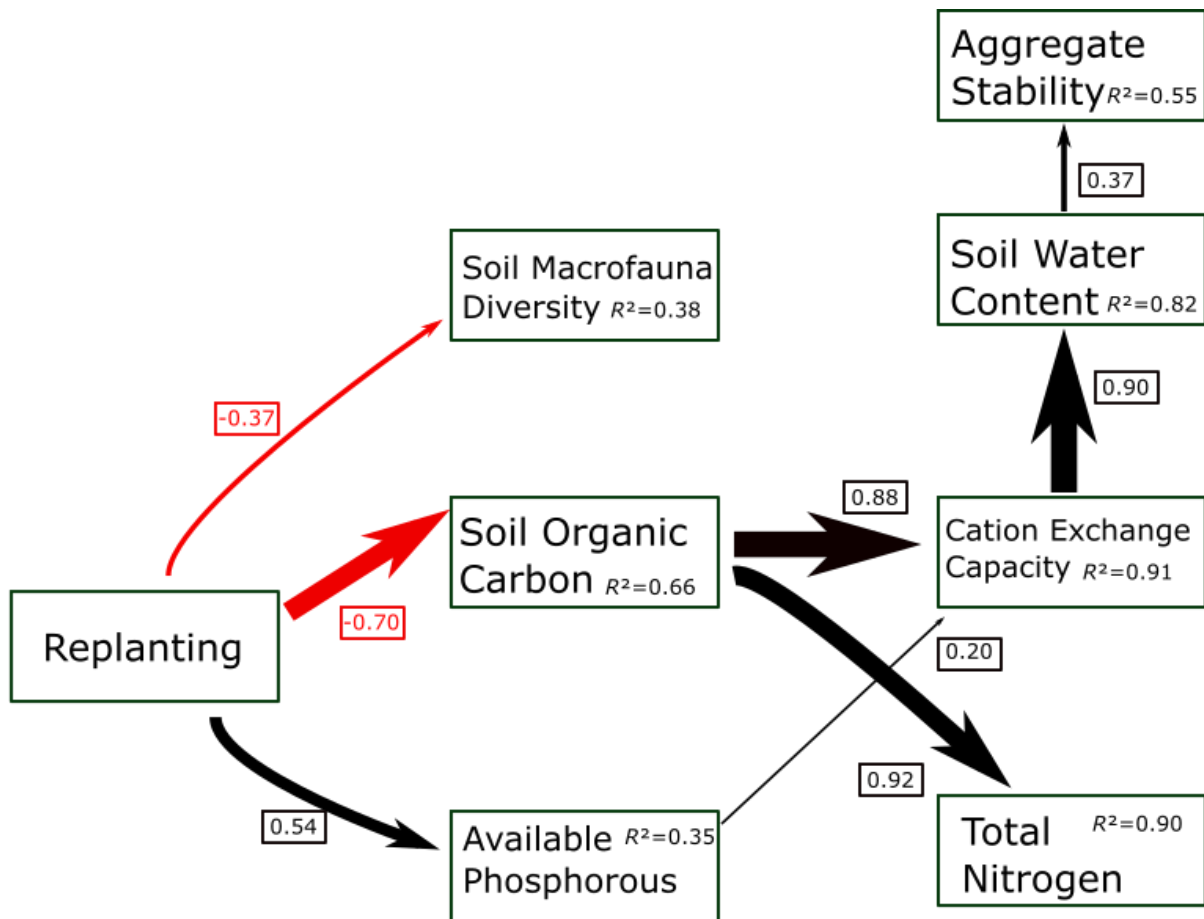 Aggregate
Stability R²=0.55
0.37
Soil Water
Content R²=0.82
Soil Macrofauna
Diversity R²=0.38
0.90
-0.37
0.88
Soil Organic
Carbon R²=0.66
Cation Exchange
Capacity R²=0.91
-0.70
Replanting
0.20
0.92
0.54
Available R²=0.35
Phosphorous
Total R²=0.90
Nitrogen